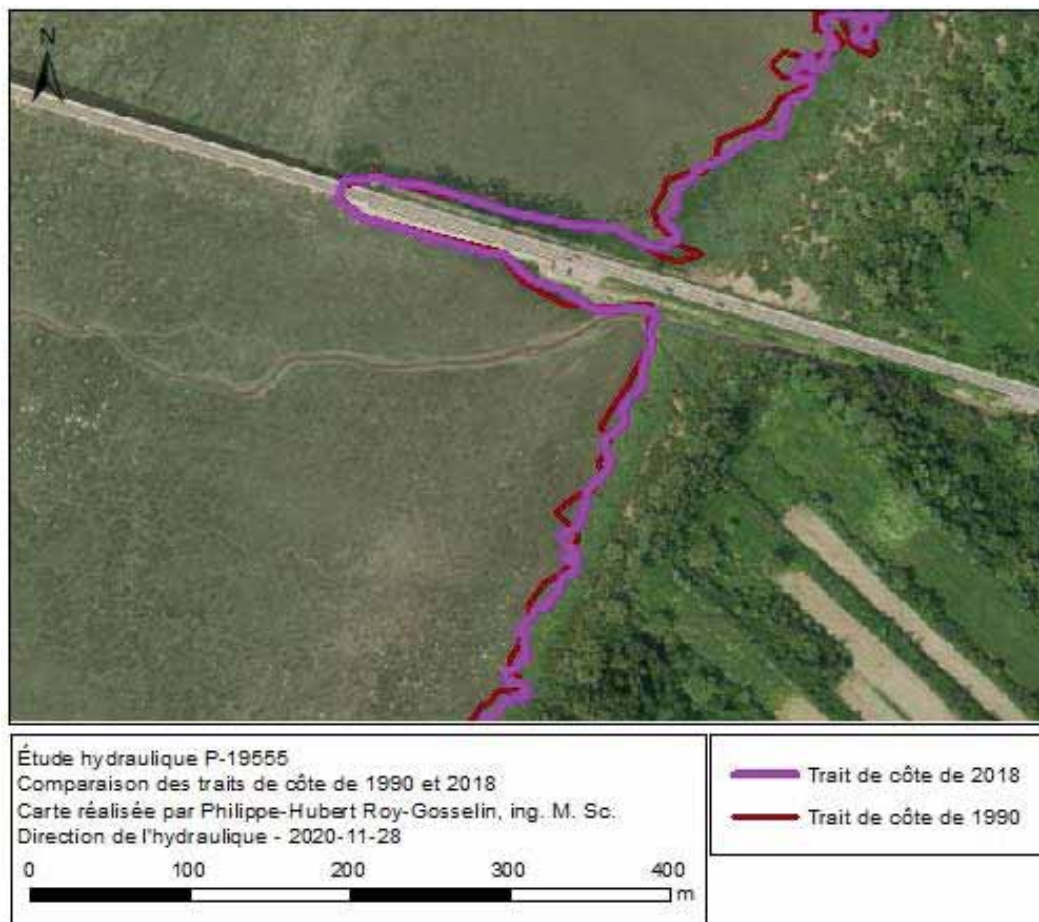 N
Étude hydraulique P-19555
Comparaison des traits de côte de 1990 et 2018
Carte réalisée par Philippe-Hubert Roy-Gosselin, ing. M. Sc.
Direction de l'hydraulique - 2020-11-28
0 100 200 300 400
m
Trait de côte de 2018
Trait de côte de 1990